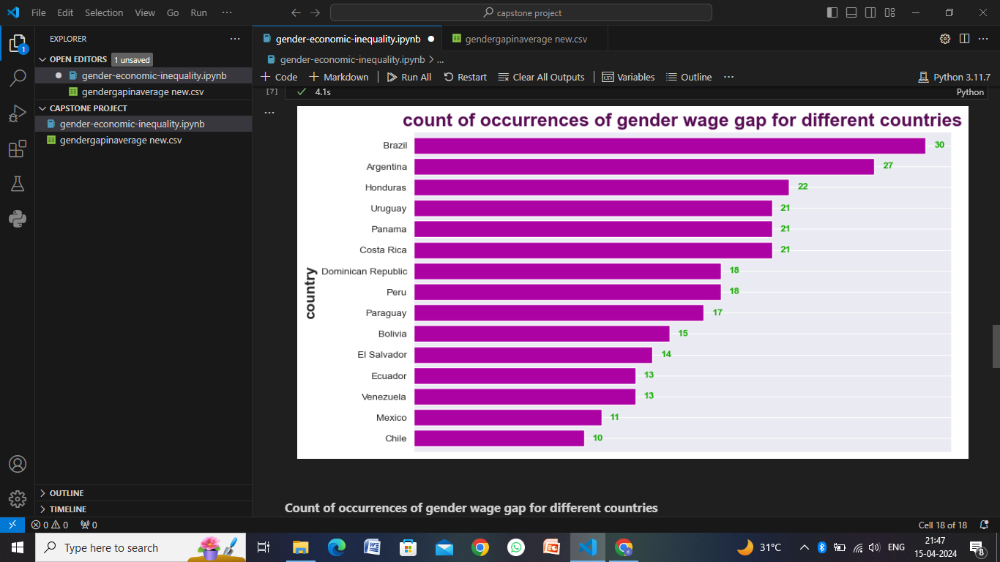 File Edit Selection View Go Run ···
capstone project
EXPLORER ···
OPEN EDITORS 1 unsaved
gender-economic-inequality.ipynb
gendergapinaverage new.csv
CAPSTONE PROJECT
gender-economic-inequality.ipynb
gendergapinaverage new.csv
OUTLINE
TIMELINE
1
gender-economic-inequality.ipynb
gendergapinaverage new.csv
···
gender-economic-inequality.ipynb > ...
+ Code + Markdown Run All Restart Clear All Outputs Variables Outline ··· Python 3.11.7
[7] 4.1s Python
···
count of occurrences of gender wage gap for different countries
country
Brazil 30
Argentina 27
Honduras 22
Uruguay 21
Panama 21
Costa Rica 21
Dominican Republic 18
Peru 18
Paraguay 17
Bolivia 15
El Salvador 14
Ecuador 13
Venezuela 13
Mexico 11
Chile 10
Count of occurrences of gender wage gap for different countries
0 0 0 Cell 18 of 18
Type here to search
31°C ENG 21:47
15-04-2024
8